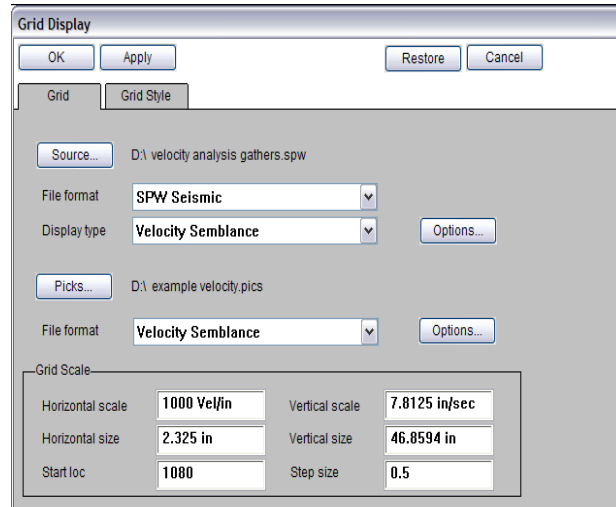 Grid Display
OK Apply Restore Cancel
Grid Grid Style
Source... D:\ velocity analysis gathers.spw
File format SPW Seismic
Display type Velocity Semblance Options...
Picks... D:\ example velocity.pics
File format Velocity Semblance Options...
Grid Scale
Horizontal scale 1000 Vel/in Vertical scale 7.8125 in/sec
Horizontal size 2.325 in Vertical size 46.8594 in
Start loc 1080 Step size 0.5